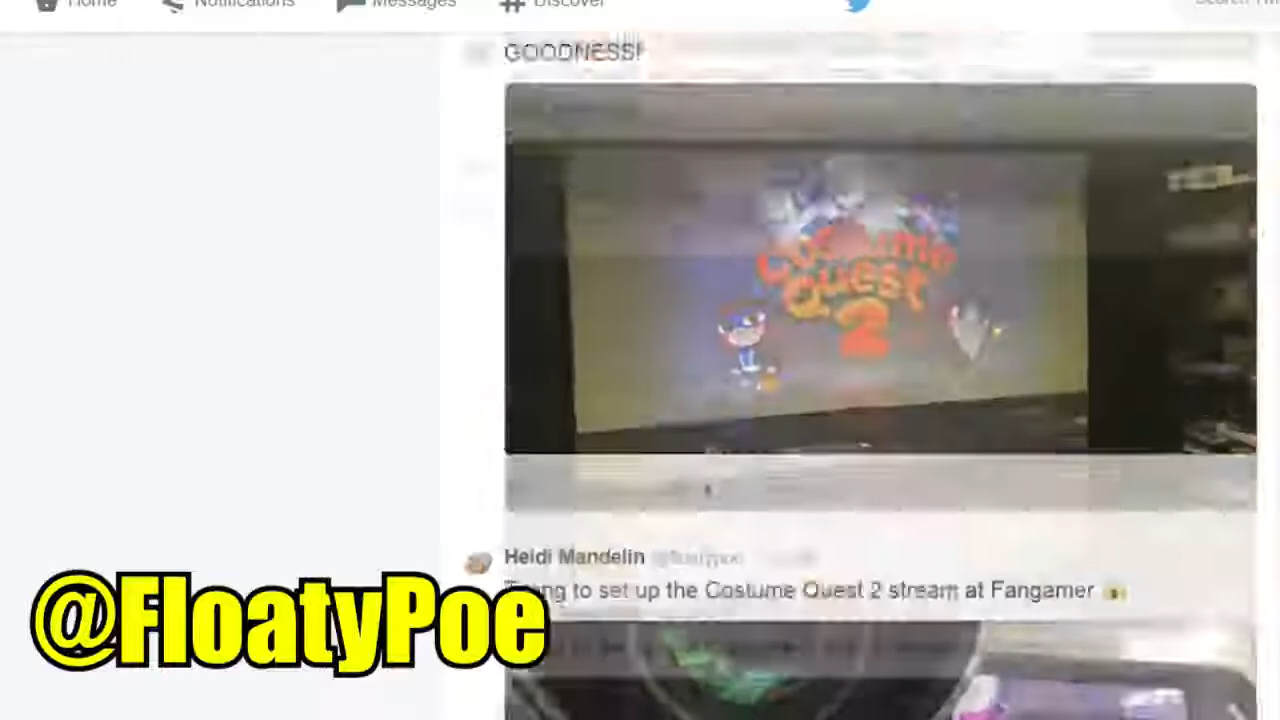 Home Notifications Messages Discover
GOODNESS!
Costume
Quest
2
Heidi Mandelin @floatypoe
to set up the Costume Quest 2 stream at Fangamer
@FloatyPoe